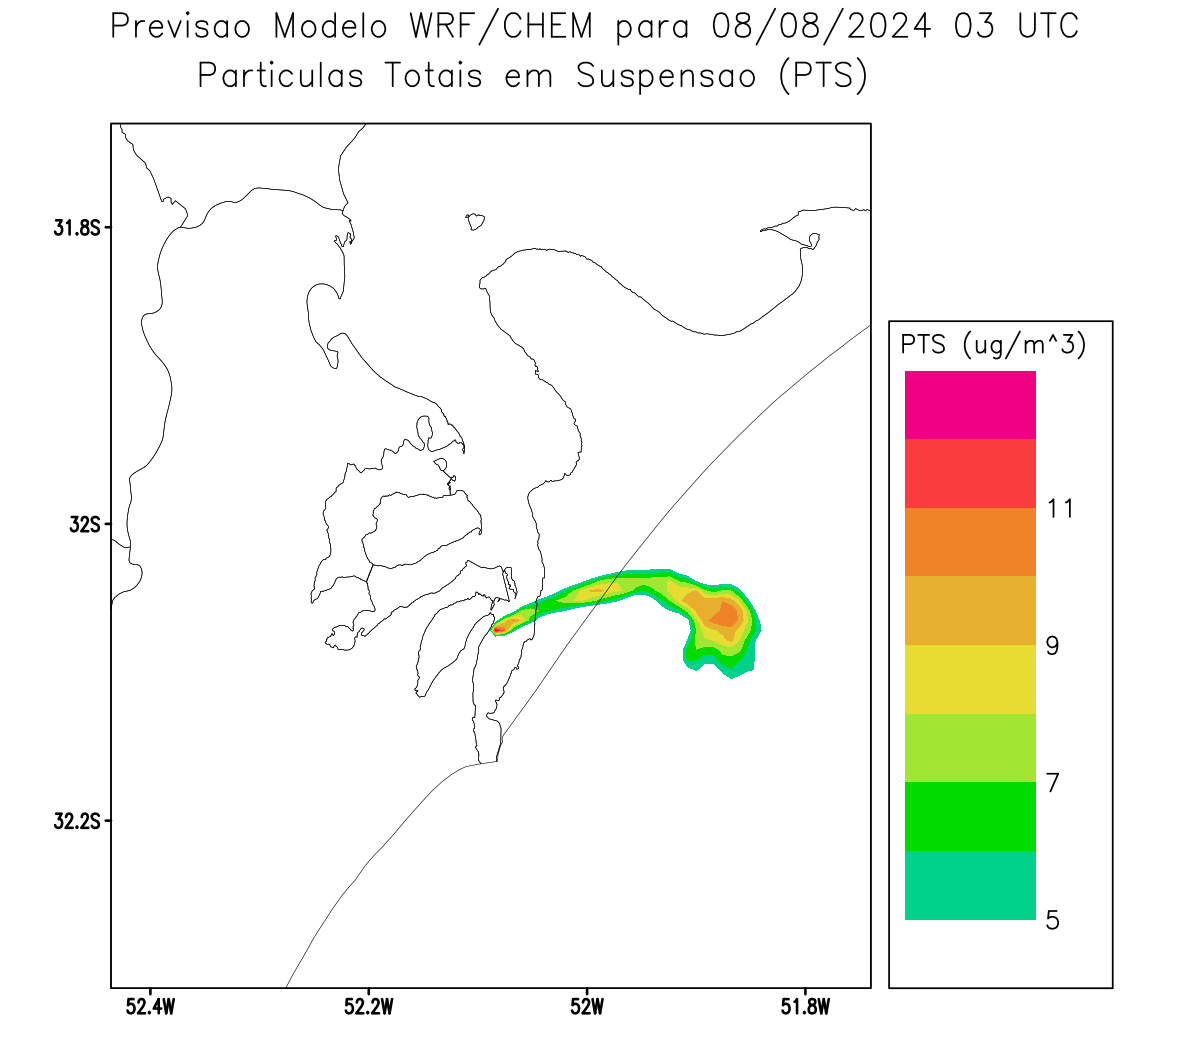 Previsao Modelo WRF/CHEM para 08/08/2024 03 UTC
Particulas Totais em Suspensao (PTS)
31.8S
32S
32.2S
52.4W
52.2W
52W
51.8W
PTS (ug/m^3)
11
9
7
5